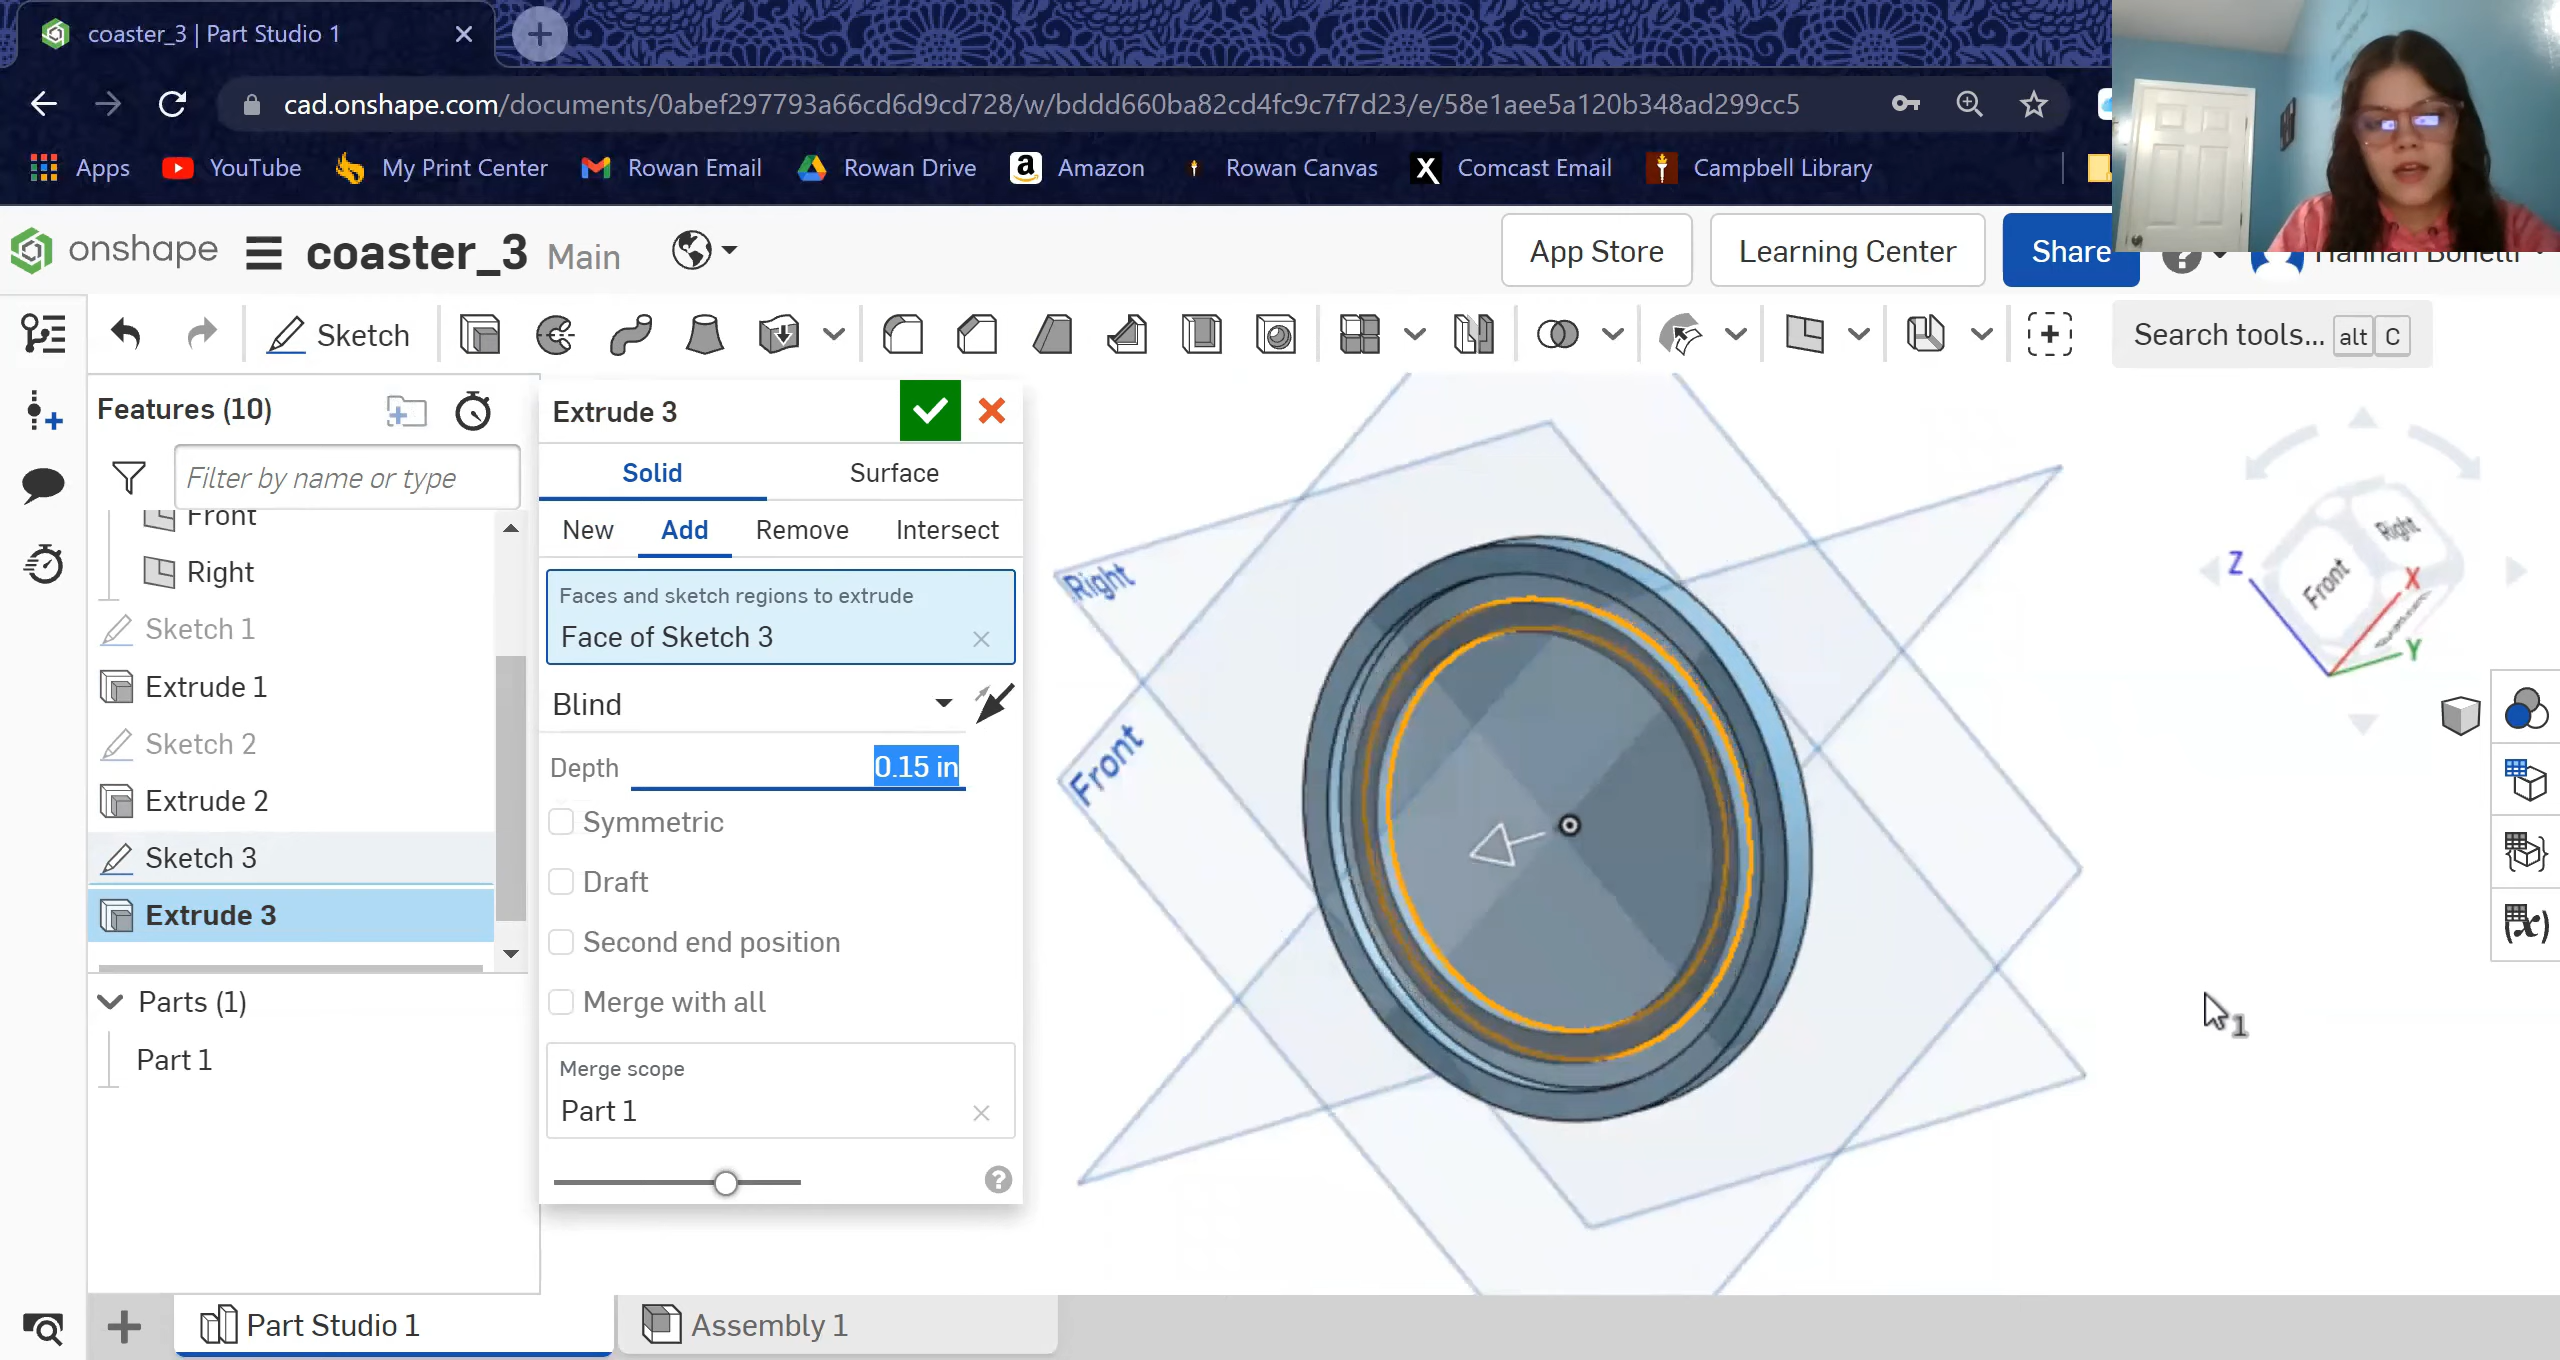 coaster_3 | Part Studio 1
cad.onshape.com/documents/0abef297793a66cd6d9cd728/w/bddd660ba82cd4fc9c7f7d23/e/58e1aee5a120b348ad299cc5
Apps YouTube My Print Center Rowan Email Rowan Drive Amazon Rowan Canvas Comcast Email Campbell Library
onshape coaster_3 Main App Store Learning Center Share Hannah Bonetti
Sketch Search tools... alt C
Features (10)
Filter by name or type
Front
Right
Sketch 1
Extrude 1
Sketch 2
Extrude 2
Sketch 3
Extrude 3
Parts (1)
Part 1
Extrude 3
Solid Surface
New Add Remove Intersect
Faces and sketch regions to extrude
Face of Sketch 3
Blind
Depth 0.15 in
Symmetric
Draft
Second end position
Merge with all
Merge scope
Part 1
Right
Front
Right
Front
Z
X
Y
1
Part Studio 1 Assembly 1